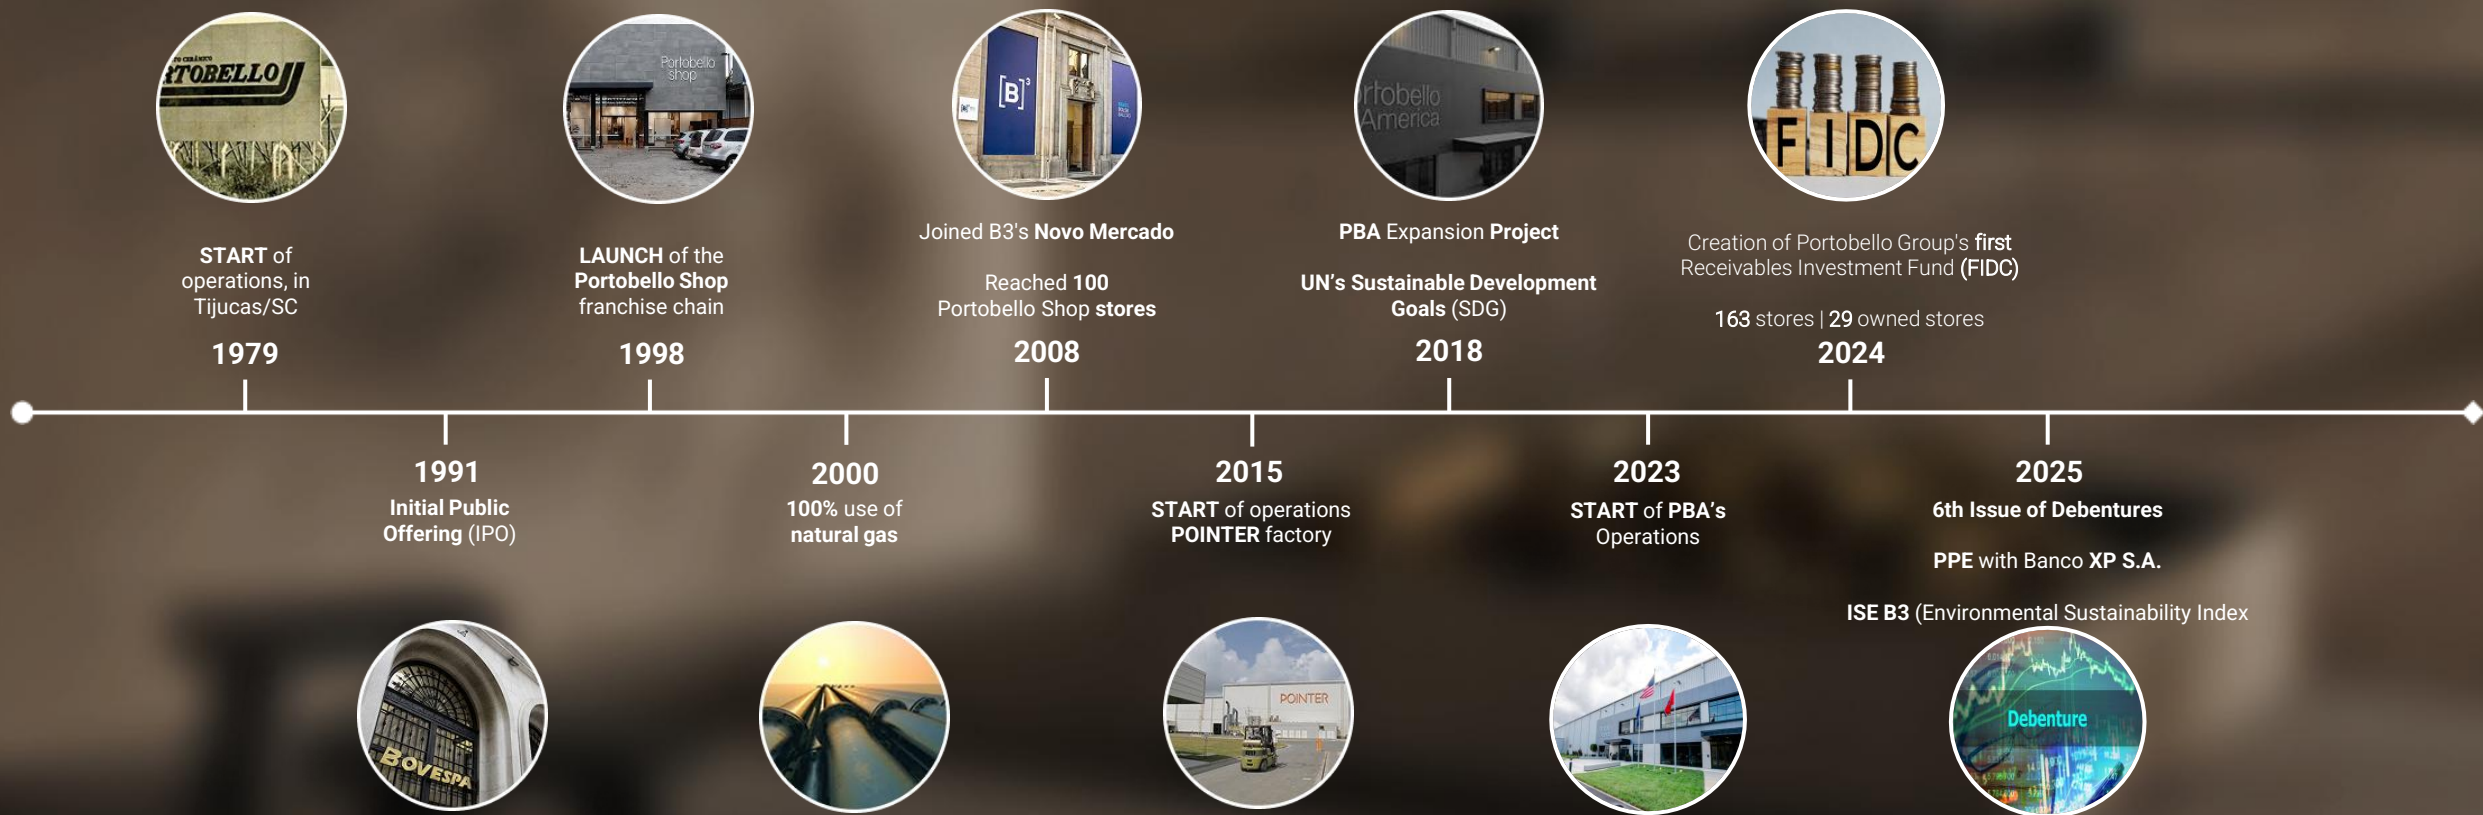 RTOBELLO
Portobello
shop
[B]³
rtobello
America
F I D C
START of
operations, in
Tijucas/SC
1979
LAUNCH of the
Portobello Shop
franchise chain
1998
Joined B3's Novo Mercado
Reached 100
Portobello Shop stores
2008
PBA Expansion Project
UN’s Sustainable Development
Goals (SDG)
2018
Creation of Portobello Group's first
Receivables Investment Fund (FIDC)
163 stores | 29 owned stores
2024
1991
Initial Public
Offering (IPO)
2000
100% use of
natural gas
2015
START of operations
POINTER factory
2023
START of PBA’s
Operations
2025
6th Issue of Debentures
PPE with Banco XP S.A.
ISE B3 (Environmental Sustainability Index
BOVESPA
POINTER
Debenture